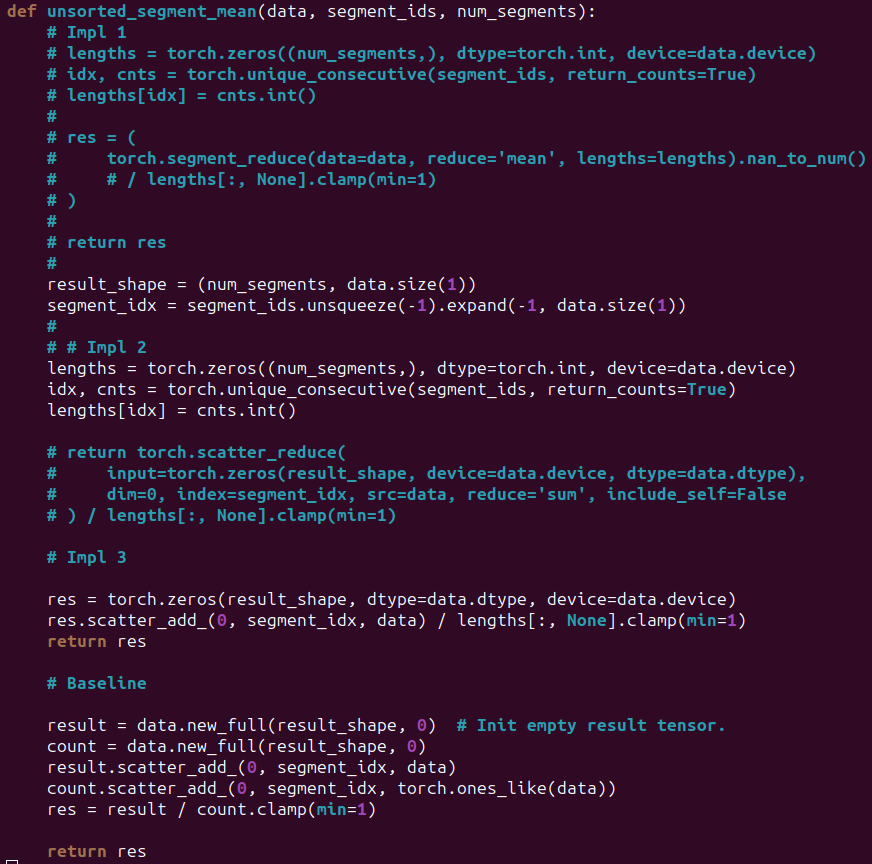 def unsorted_segment_mean(data, segment_ids, num_segments):
    # Impl 1
    # lengths = torch.zeros((num_segments,), dtype=torch.int, device=data.device)
    # idx, cnts = torch.unique_consecutive(segment_ids, return_counts=True)
    # lengths[idx] = cnts.int()
    #
    # res = (
    #     torch.segment_reduce(data=data, reduce='mean', lengths=lengths).nan_to_num()
    #     # / lengths[:, None].clamp(min=1)
    # )
    #
    # return res
    #
    result_shape = (num_segments, data.size(1))
    segment_idx = segment_ids.unsqueeze(-1).expand(-1, data.size(1))
    #
    # # Impl 2
    lengths = torch.zeros((num_segments,), dtype=torch.int, device=data.device)
    idx, cnts = torch.unique_consecutive(segment_ids, return_counts=True)
    lengths[idx] = cnts.int()

    # return torch.scatter_reduce(
    #     input=torch.zeros(result_shape, device=data.device, dtype=data.dtype),
    #     dim=0, index=segment_idx, src=data, reduce='sum', include_self=False
    # ) / lengths[:, None].clamp(min=1)

    # Impl 3

    res = torch.zeros(result_shape, dtype=data.dtype, device=data.device)
    res.scatter_add_(0, segment_idx, data) / lengths[:, None].clamp(min=1)
    return res

    # Baseline

    result = data.new_full(result_shape, 0)  # Init empty result tensor.
    count = data.new_full(result_shape, 0)
    result.scatter_add_(0, segment_idx, data)
    count.scatter_add_(0, segment_idx, torch.ones_like(data))
    res = result / count.clamp(min=1)

    return res